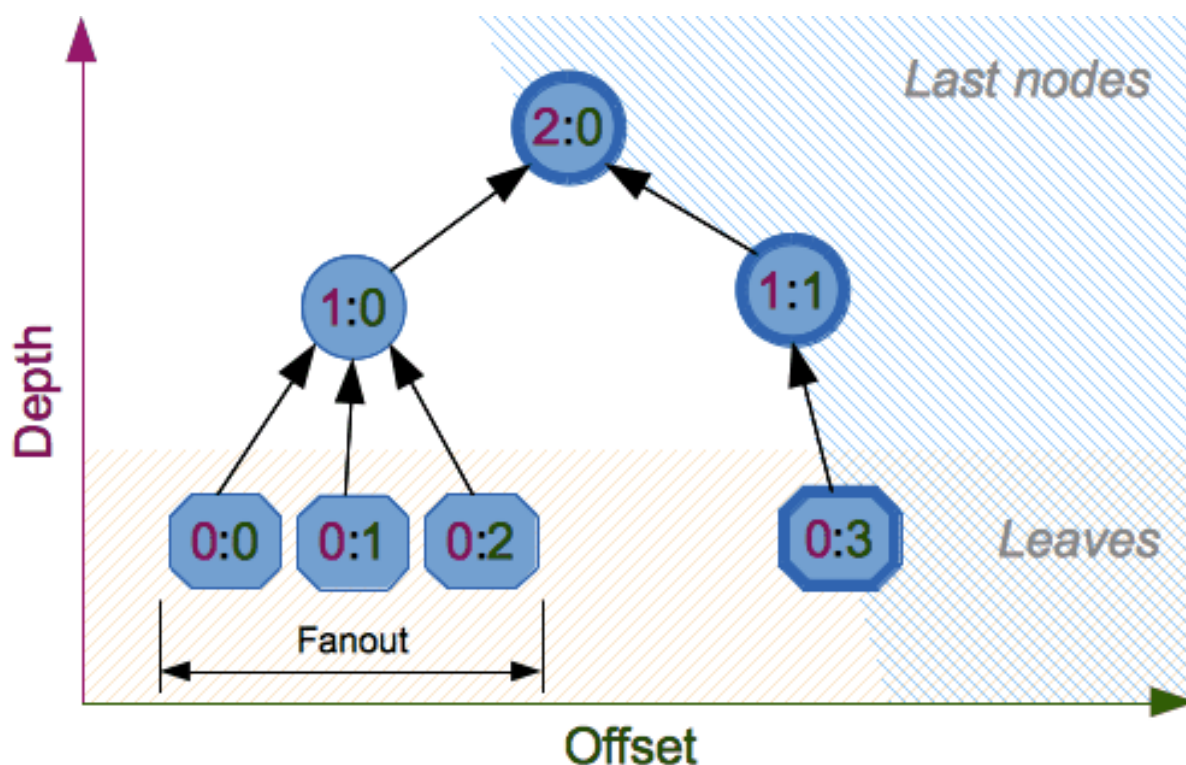 Last nodes
2:0
1:1
1:0
Depth
0:0 0:1 0:2 0:3 Leaves
Fanout
Offset